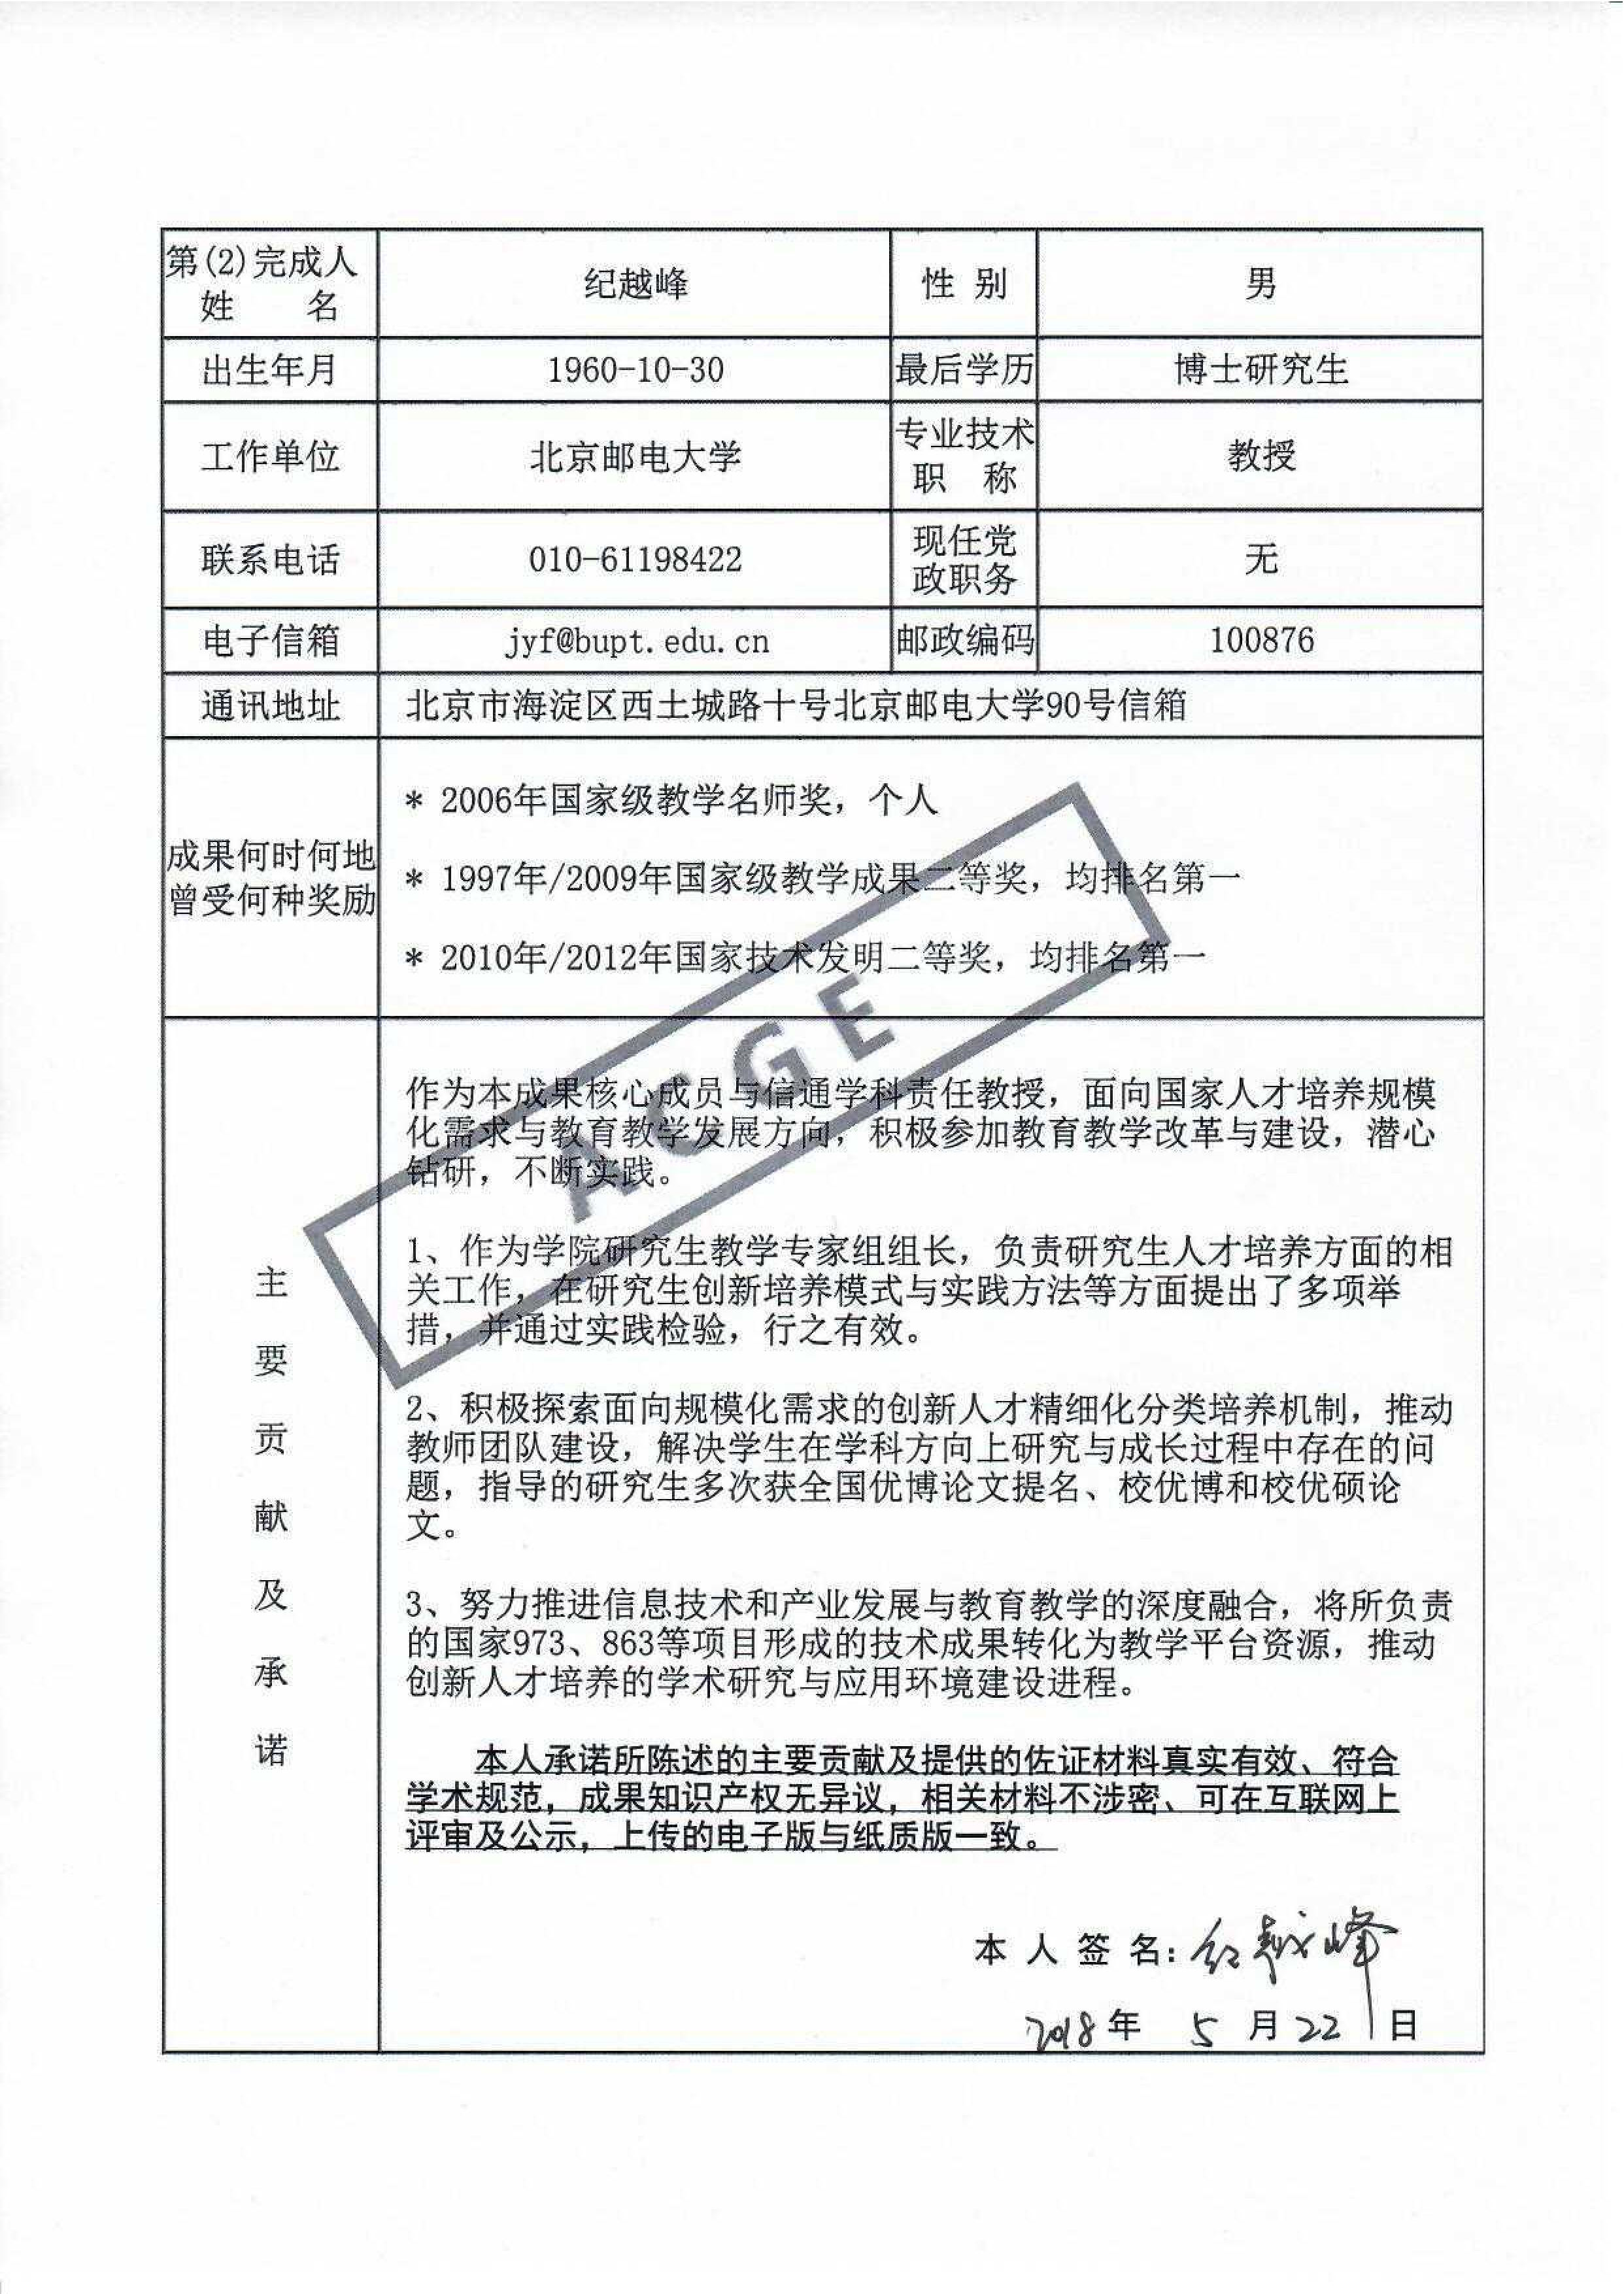 第(2)完成人
姓 名
纪越峰
性 别
男
出生年月
1960-10-30
最后学历
博士研究生
工作单位
北京邮电大学
专业技术
职 称
教授
联系电话
010-61198422
现任党
政职务
无
电子信箱
jyf@bupt.edu.cn
邮政编码
100876
通讯地址
北京市海淀区西土城路十号北京邮电大学90号信箱
成果何时何地
曾受何种奖励
* 2006年国家级教学名师奖，个人
* 1997年/2009年国家级教学成果二等奖，均排名第一
* 2010年/2012年国家技术发明二等奖，均排名第一
ACGE
主
要
贡
献
及
承
诺
作为本成果核心成员与信通学科责任教授，面向国家人才培养规模
化需求与教育教学发展方向，积极参加教育教学改革与建设，潜心
钻研，不断实践。
1、作为学院研究生教学专家组组长，负责研究生人才培养方面的相
关工作，在研究生创新培养模式与实践方法等方面提出了多项举
措，并通过实践检验，行之有效。
2、积极探索面向规模化需求的创新人才精细化分类培养机制，推动
教师团队建设，解决学生在学科方向上研究与成长过程中存在的问
题，指导的研究生多次获全国优博论文提名、校优博和校优硕论
文。
3、努力推进信息技术和产业发展与教育教学的深度融合，将所负责
的国家973、863等项目形成的技术成果转化为教学平台资源，推动
创新人才培养的学术研究与应用环境建设进程。
本人承诺所陈述的主要贡献及提供的佐证材料真实有效、符合
学术规范，成果知识产权无异议，相关材料不涉密、可在互联网上
评审及公示，上传的电子版与纸质版一致。
本 人 签 名：纪越峰
2018年 5 月 22 日